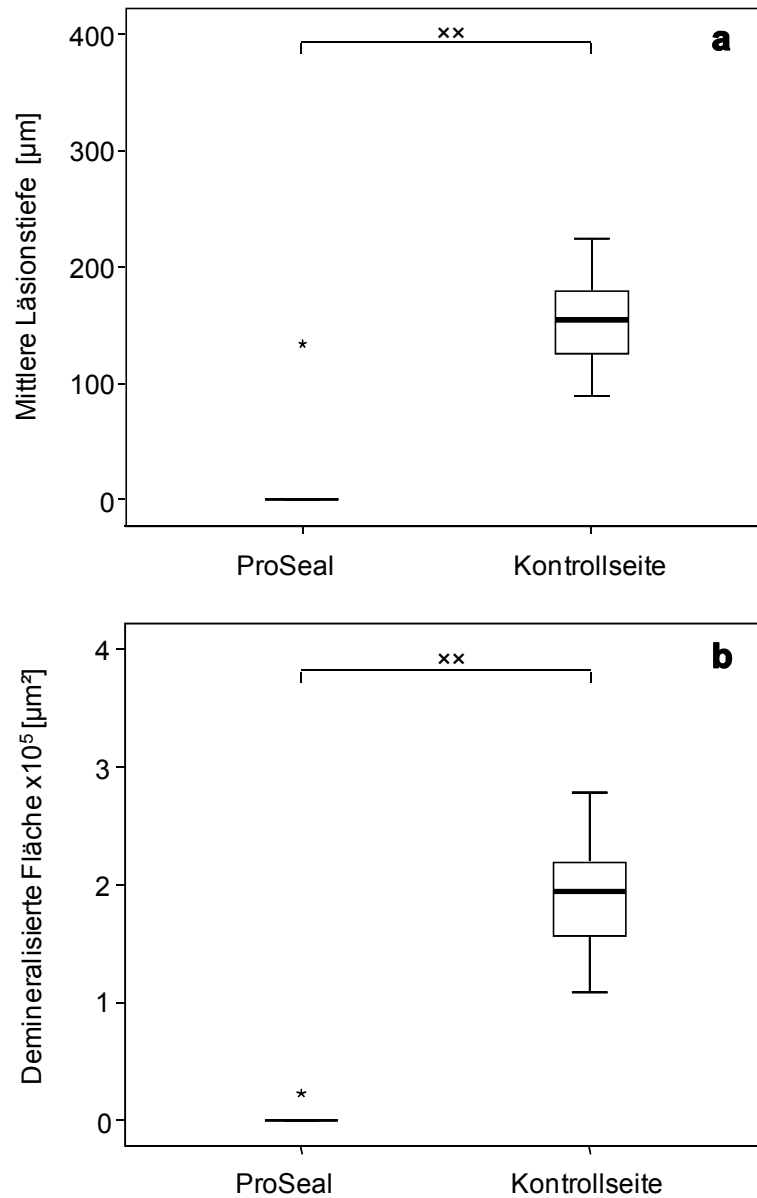 Mittlere Läsionstiefe [µm]
400
300
200
100
0
××
a
*
ProSeal
Kontrollseite
Demineralisierte Fläche x10⁵ [µm²]
4
3
2
1
0
××
b
*
ProSeal
Kontrollseite